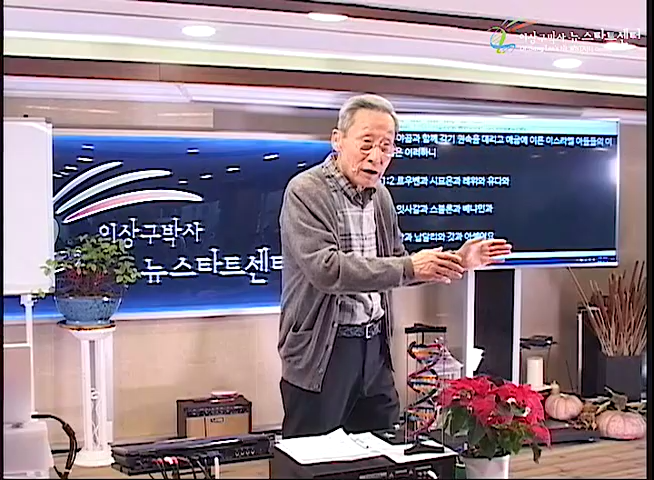 이상구박사 뉴스타트센터
야곱과 함께 각기 권속을 데리고 애굽에 이른 이스라엘 아들들의 이
은 이러하니
1:2 르우벤과 시므온과 레위와 유다와
잇사갈과 스불론과 베냐민과
과 납달리와 갓과 아셀이요
이상구박사
뉴스타트센터